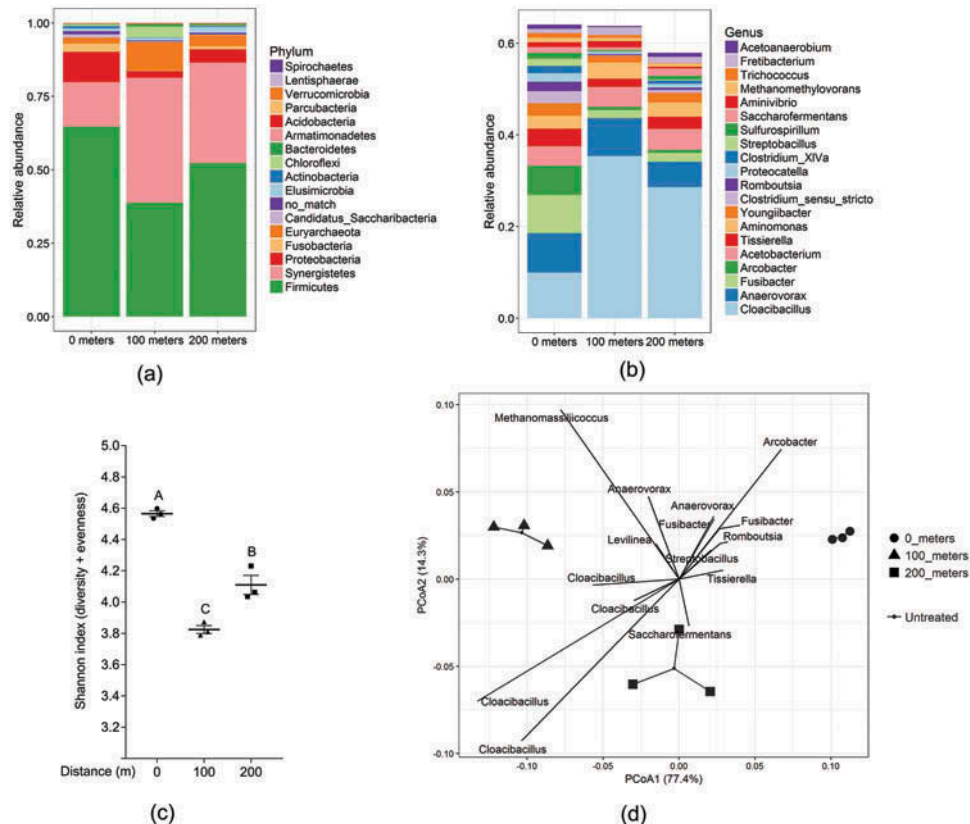 1.00
0.75
0.50
0.25
0.00
Relative abundance
0 meters 100 meters 200 meters
Phylum
Spirochaetes
Lentisphaerae
Verrucomicrobia
Parcubacteria
Acidobacteria
Armatimonadetes
Bacteroidetes
Chloroflexi
Actinobacteria
Elusimicrobia
no_match
Candidatus_Saccharibacteria
Euryarchaeota
Fusobacteria
Proteobacteria
Synergistetes
Firmicutes
(a)
0.6
0.4
0.2
0.0
Relative abundance
0 meters 100 meters 200 meters
Genus
Acetoanaerobium
Fretibacterium
Trichococcus
Methanomethylovorans
Aminivibrio
Saccharofermentans
Sulfurospirillum
Streptobacillus
Clostridium_XIVa
Proteocatella
Romboutsia
Clostridium_sensu_stricto
Youngiibacter
Aminomonas
Tissierella
Acetobacterium
Arcobacter
Fusibacter
Anaerovorax
Cloacibacillus
(b)
5.0
4.8
4.6
4.4
4.2
4.0
3.8
3.6
3.4
3.2
Shannon index (diversity + evenness)
A
B
C
Distance (m) 0 100 200
(c)
0.10
0.05
0.00
-0.05
-0.10
PCoA2 (14.3%)
Methanomassiliicoccus
Arcobacter
Anaerovorax
Anaerovorax
Fusibacter
Fusibacter
Levilinea
Romboutsia
Streptobacillus
Cloacibacillus
Tissierella
Cloacibacillus
Saccharofermentans
Cloacibacillus
Cloacibacillus
-0.10 -0.05 0.00 0.05 0.10
PCoA1 (77.4%)
0_meters
100_meters
200_meters
Untreated
(d)